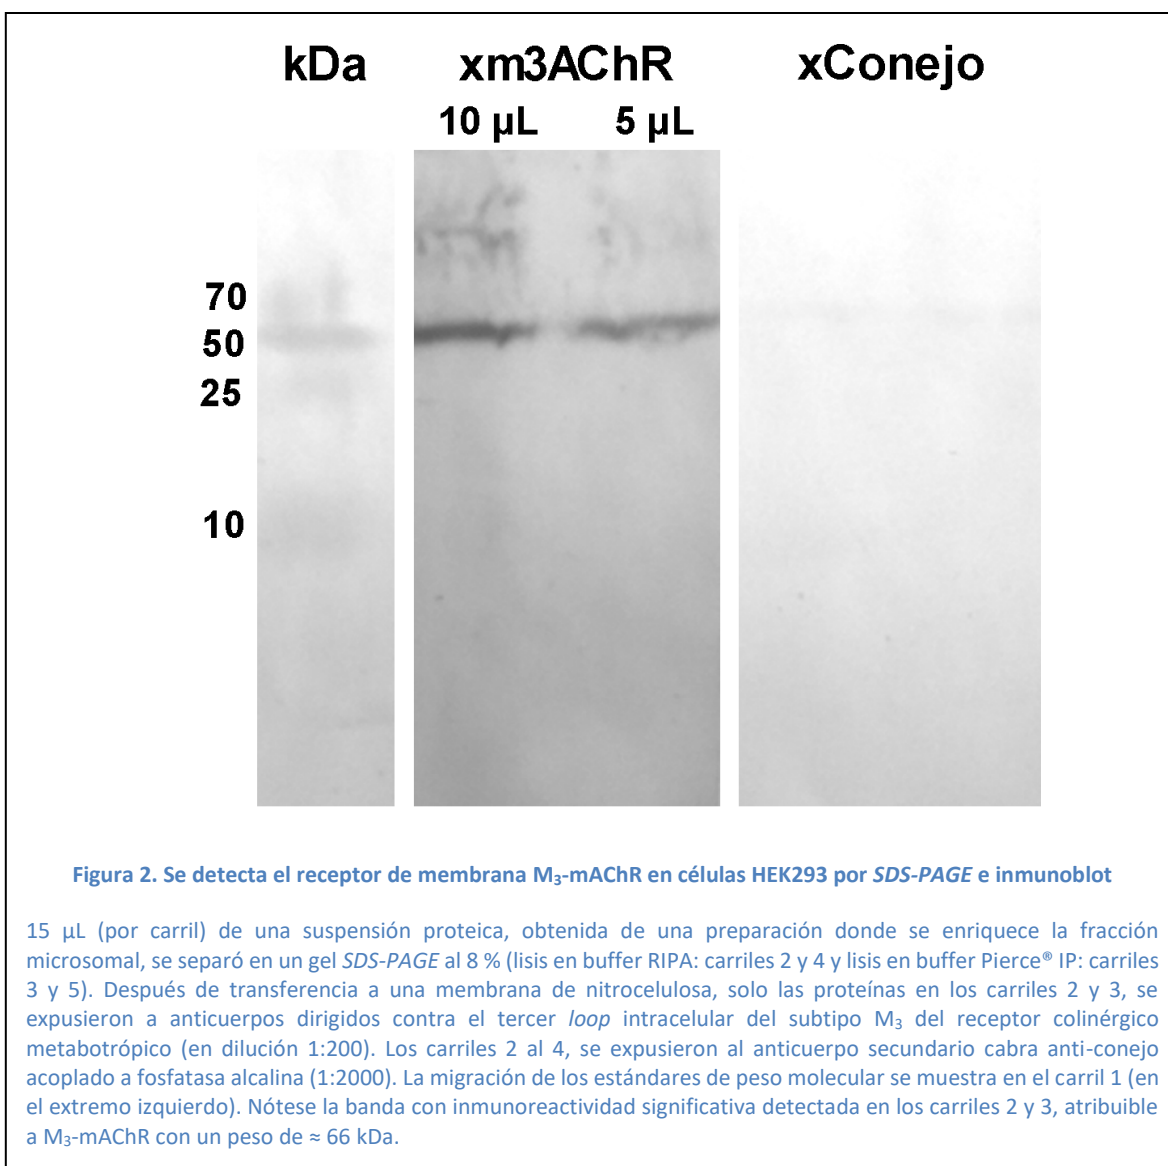 kDa xm3AChR xConejo
10 µL 5 µL
70
50
25
10
Figura 2. Se detecta el receptor de membrana M₃-mAChR en células HEK293 por SDS-PAGE e inmunoblot
15 µL (por carril) de una suspensión proteica, obtenida de una preparación donde se enriquece la fracción
microsomal, se separó en un gel SDS-PAGE al 8 % (lisis en buffer RIPA: carriles 2 y 4 y lisis en buffer Pierce® IP: carriles
3 y 5). Después de transferencia a una membrana de nitrocelulosa, solo las proteínas en los carriles 2 y 3, se
expusieron a anticuerpos dirigidos contra el tercer loop intracelular del subtipo M₃ del receptor colinérgico
metabotrópico (en dilución 1:200). Los carriles 2 al 4, se expusieron al anticuerpo secundario cabra anti-conejo
acoplado a fosfatasa alcalina (1:2000). La migración de los estándares de peso molecular se muestra en el carril 1 (en
el extremo izquierdo). Nótese la banda con inmunoreactividad significativa detectada en los carriles 2 y 3, atribuible
a M₃-mAChR con un peso de ≈ 66 kDa.